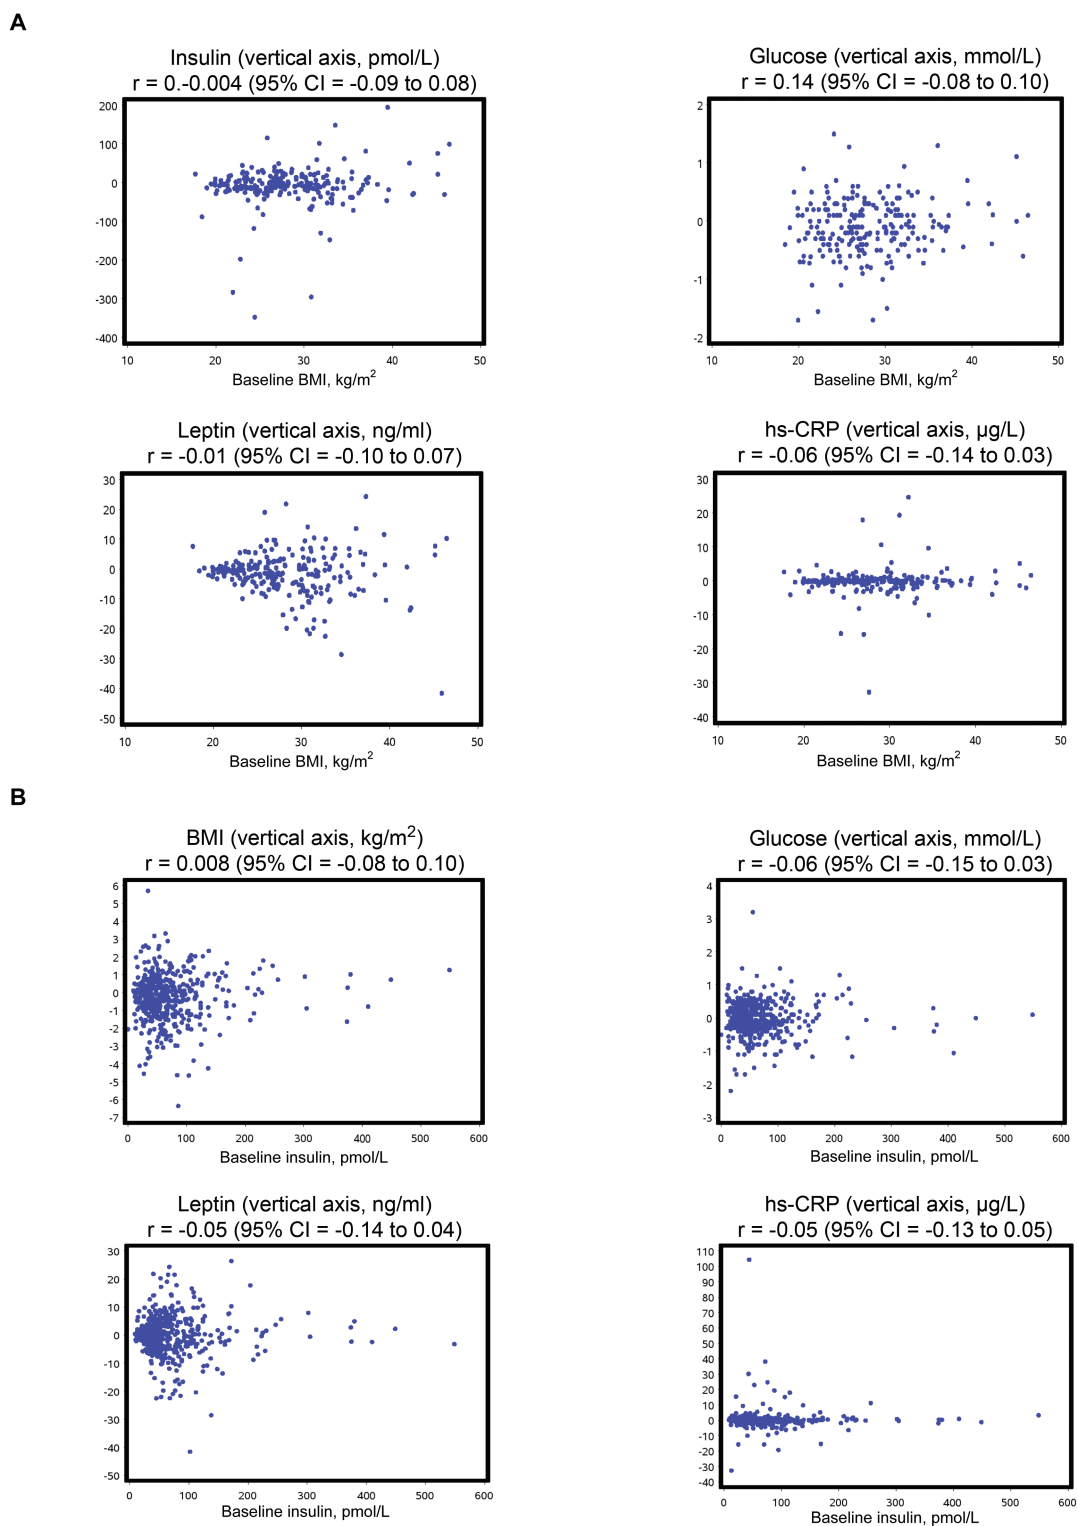 A
Insulin (vertical axis, pmol/L)
r = 0.-0.004 (95% CI = -0.09 to 0.08)
200
100
0
-100
-200
-300
-400
10 20 30 40 50
Baseline BMI, kg/m²
Glucose (vertical axis, mmol/L)
r = 0.14 (95% CI = -0.08 to 0.10)
2
1
0
-1
-2
10 20 30 40 50
Baseline BMI, kg/m²
Leptin (vertical axis, ng/ml)
r = -0.01 (95% CI = -0.10 to 0.07)
30
20
10
0
-10
-20
-30
-40
-50
10 20 30 40 50
Baseline BMI, kg/m²
hs-CRP (vertical axis, µg/L)
r = -0.06 (95% CI = -0.14 to 0.03)
30
20
10
0
-10
-20
-30
-40
10 20 30 40 50
Baseline BMI, kg/m²
B
BMI (vertical axis, kg/m²)
r = 0.008 (95% CI = -0.08 to 0.10)
6
5
4
3
2
1
0
-1
-2
-3
-4
-5
-6
-7
0 100 200 300 400 500 600
Baseline insulin, pmol/L
Glucose (vertical axis, mmol/L)
r = -0.06 (95% CI = -0.15 to 0.03)
4
3
2
1
0
-1
-2
-3
0 100 200 300 400 500 600
Baseline insulin, pmol/L
Leptin (vertical axis, ng/ml)
r = -0.05 (95% CI = -0.14 to 0.04)
30
20
10
0
-10
-20
-30
-40
-50
0 100 200 300 400 500 600
Baseline insulin, pmol/L
hs-CRP (vertical axis, µg/L)
r = -0.05 (95% CI = -0.13 to 0.05)
110
100
90
80
70
60
50
40
30
20
10
0
-10
-20
-30
-40
0 100 200 300 400 500 600
Baseline insulin, pmol/L